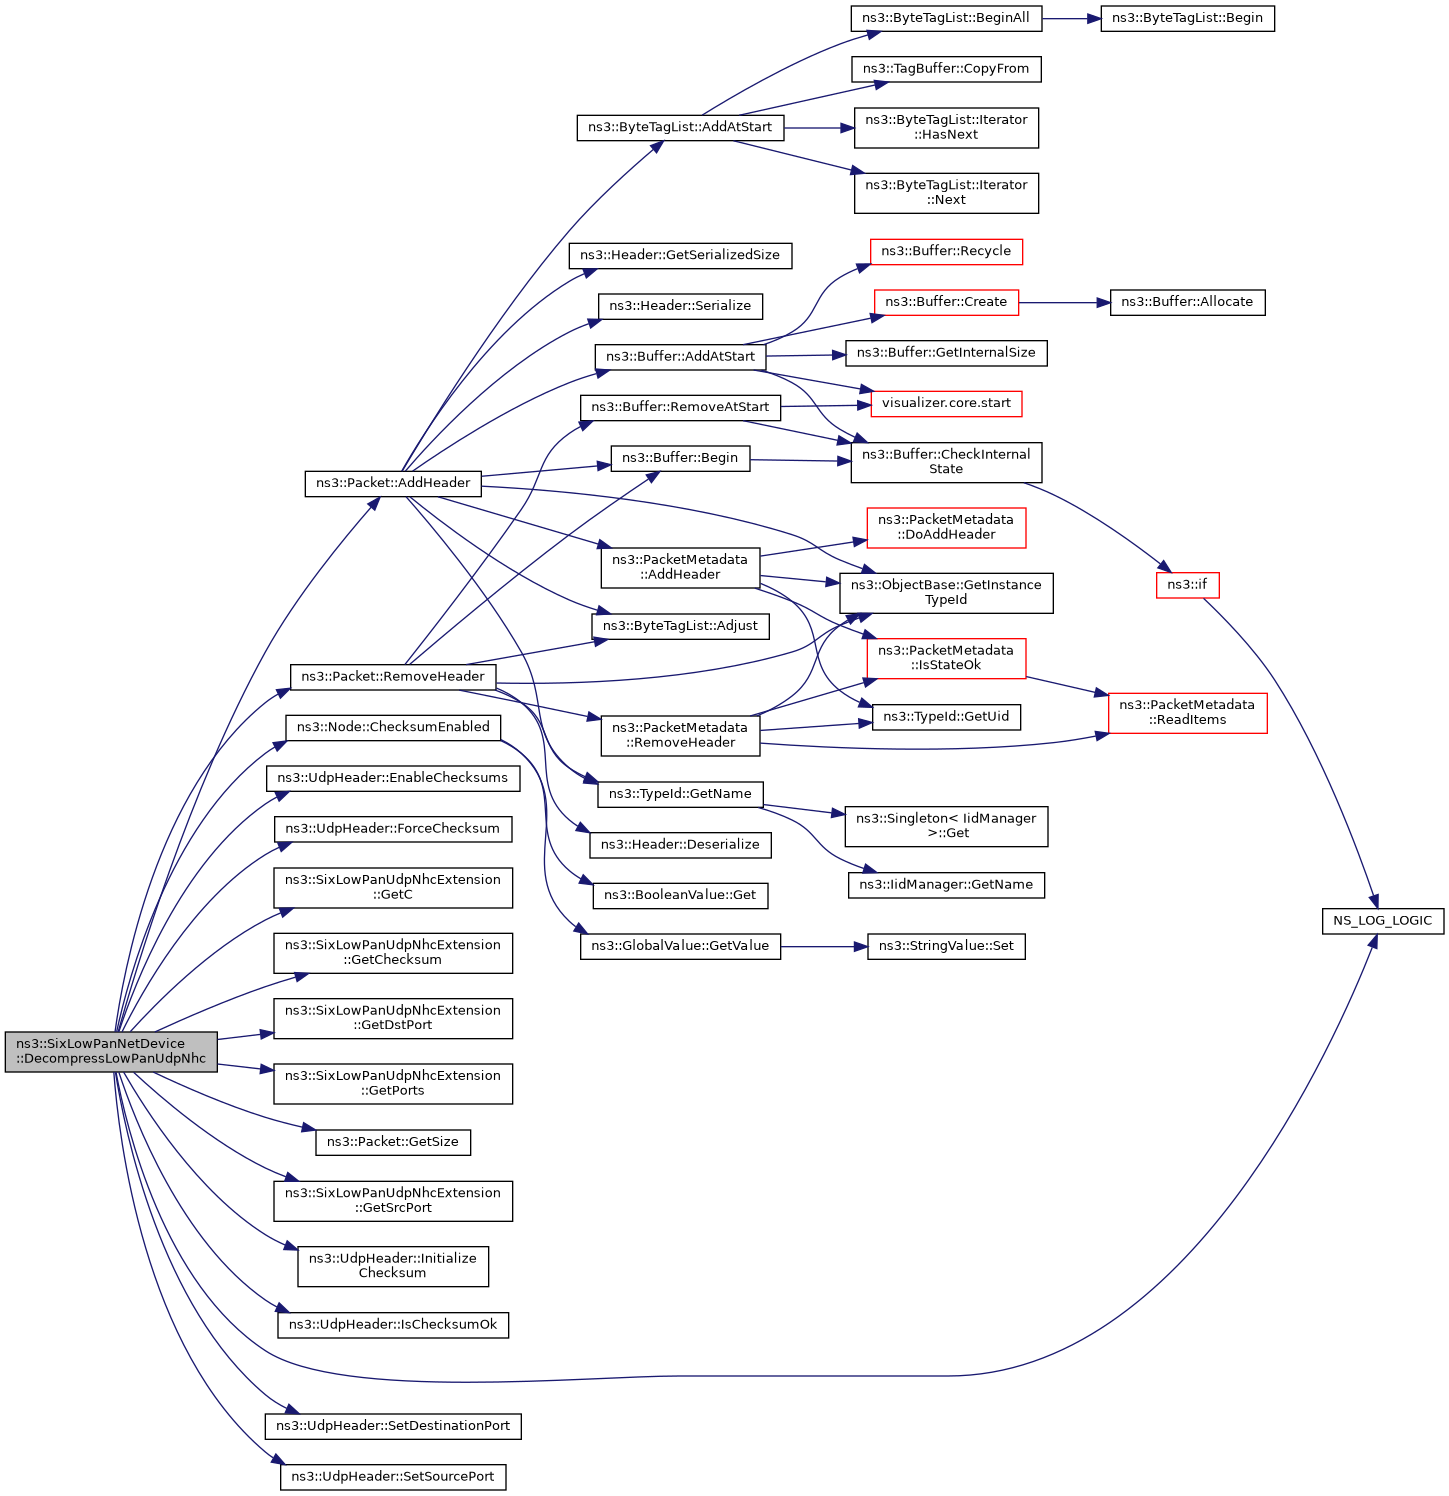 ns3::ByteTagList::BeginAll
ns3::ByteTagList::Begin
ns3::TagBuffer::CopyFrom
ns3::ByteTagList::AddAtStart
ns3::ByteTagList::Iterator
::HasNext
ns3::ByteTagList::Iterator
::Next
ns3::Header::GetSerializedSize
ns3::Buffer::Recycle
ns3::Header::Serialize
ns3::Buffer::Create
ns3::Buffer::Allocate
ns3::Buffer::AddAtStart
ns3::Buffer::GetInternalSize
ns3::Buffer::RemoveAtStart
visualizer.core.start
ns3::Buffer::Begin
ns3::Buffer::CheckInternal
State
ns3::Packet::AddHeader
ns3::PacketMetadata
::DoAddHeader
ns3::PacketMetadata
::AddHeader
ns3::ObjectBase::GetInstance
TypeId
ns3::if
ns3::ByteTagList::Adjust
ns3::PacketMetadata
::IsStateOk
ns3::Packet::RemoveHeader
ns3::PacketMetadata
::ReadItems
ns3::TypeId::GetUid
ns3::Node::ChecksumEnabled
ns3::PacketMetadata
::RemoveHeader
ns3::UdpHeader::EnableChecksums
ns3::TypeId::GetName
ns3::UdpHeader::ForceChecksum
ns3::Singleton< IidManager
>::Get
ns3::Header::Deserialize
ns3::SixLowPanUdpNhcExtension
::GetC
ns3::IidManager::GetName
ns3::BooleanValue::Get
NS_LOG_LOGIC
ns3::SixLowPanUdpNhcExtension
::GetChecksum
ns3::GlobalValue::GetValue
ns3::StringValue::Set
ns3::SixLowPanUdpNhcExtension
::GetDstPort
ns3::SixLowPanNetDevice
::DecompressLowPanUdpNhc
ns3::SixLowPanUdpNhcExtension
::GetPorts
ns3::Packet::GetSize
ns3::SixLowPanUdpNhcExtension
::GetSrcPort
ns3::UdpHeader::Initialize
Checksum
ns3::UdpHeader::IsChecksumOk
ns3::UdpHeader::SetDestinationPort
ns3::UdpHeader::SetSourcePort